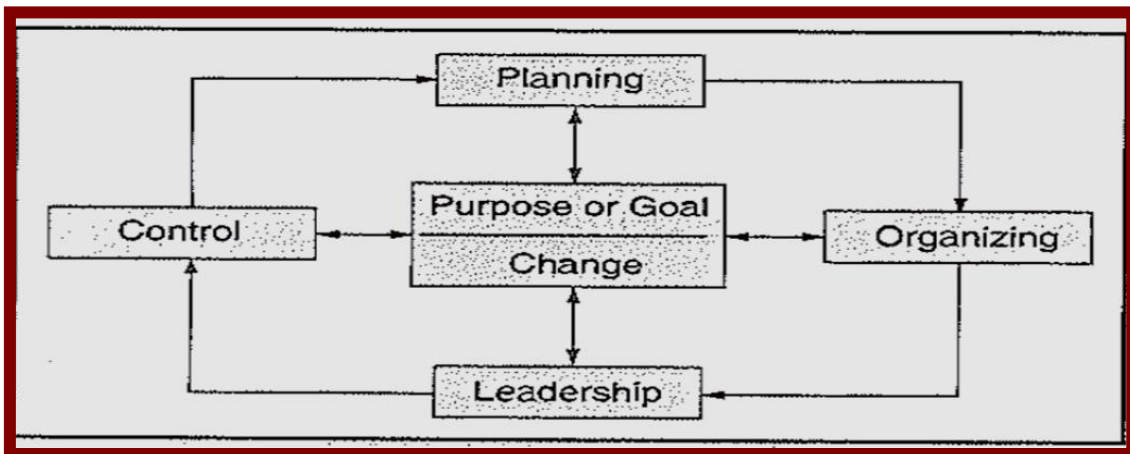 Planning
Purpose or Goal
Change
Control
Organizing
Leadership